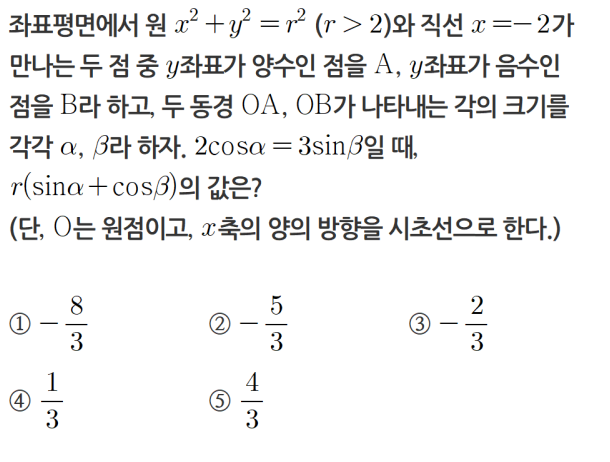 좌표평면에서 원 $x^2+y^2=r^2$ ($r>2$)와 직선 $x=-2$가
만나는 두 점 중 $y$좌표가 양수인 점을 A, $y$좌표가 음수인
점을 B라 하고, 두 동경 OA, OB가 나타내는 각의 크기를
각각 $\alpha$, $\beta$라 하자. $2\cos\alpha=3\sin\beta$일 때,
$r(\sin\alpha+\cos\beta)$의 값은?
(단, O는 원점이고, $x$축의 양의 방향을 시초선으로 한다.)
① $-\frac{8}{3}$ ② $-\frac{5}{3}$ ③ $-\frac{2}{3}$
④ $\frac{1}{3}$ ⑤ $\frac{4}{3}$